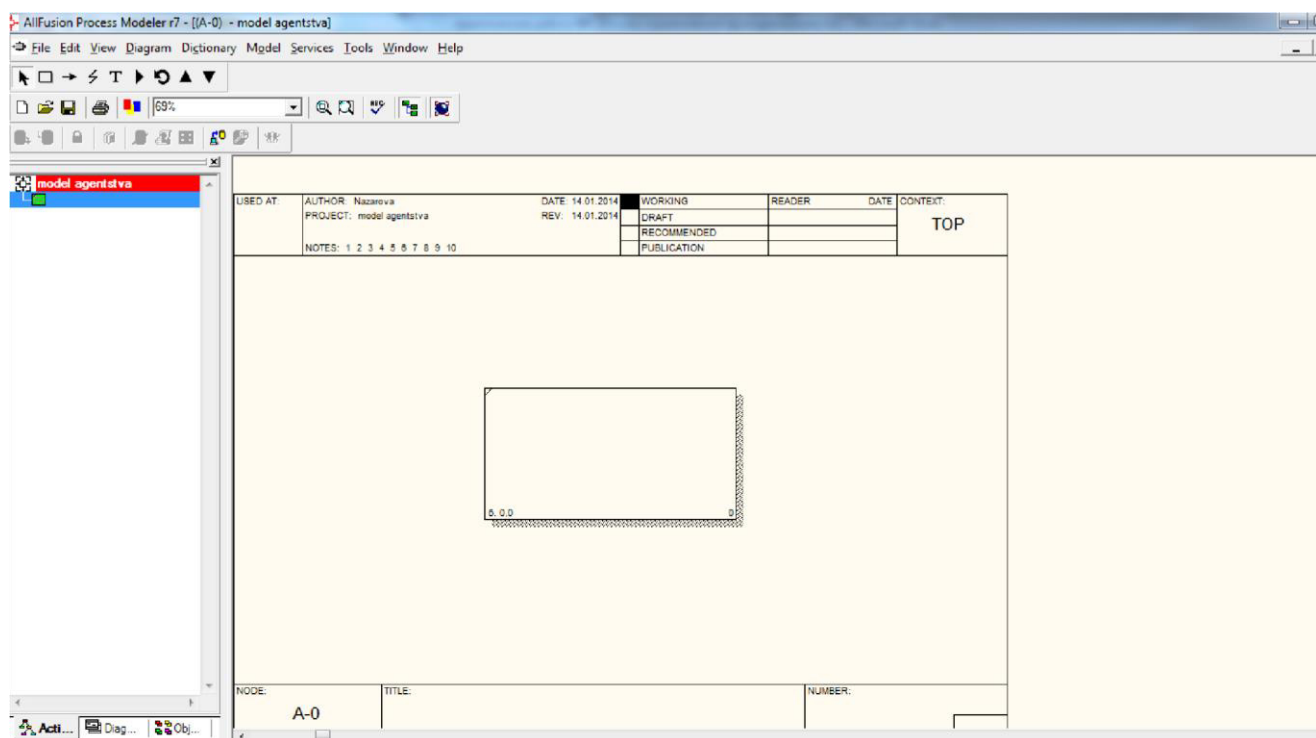 AllFusion Process Modeler r7 - [(A-0) - model agentstva]
File Edit View Diagram Dictionary Model Services Tools Window Help
69%
model agentstva
USED AT: AUTHOR: Nazarova DATE: 14.01.2014 WORKING READER DATE CONTEXT:
PROJECT: model agentstva REV: 14.01.2014 DRAFT TOP
RECOMMENDED
NOTES: 1 2 3 4 5 6 7 8 9 10 PUBLICATION
0
NODE: TITLE: NUMBER:
A-0
Acti... Diag... Obj...